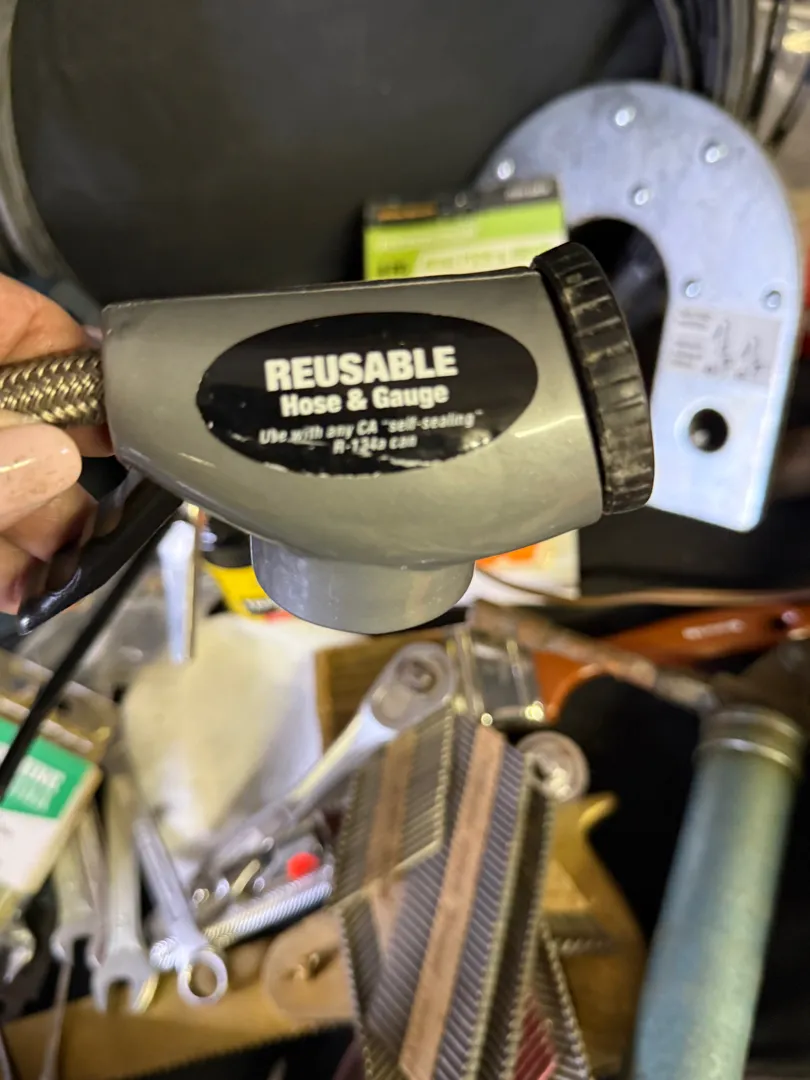 REUSABLE
Hose & Gauge
Use with any CA "self-sealing"
R-134a can